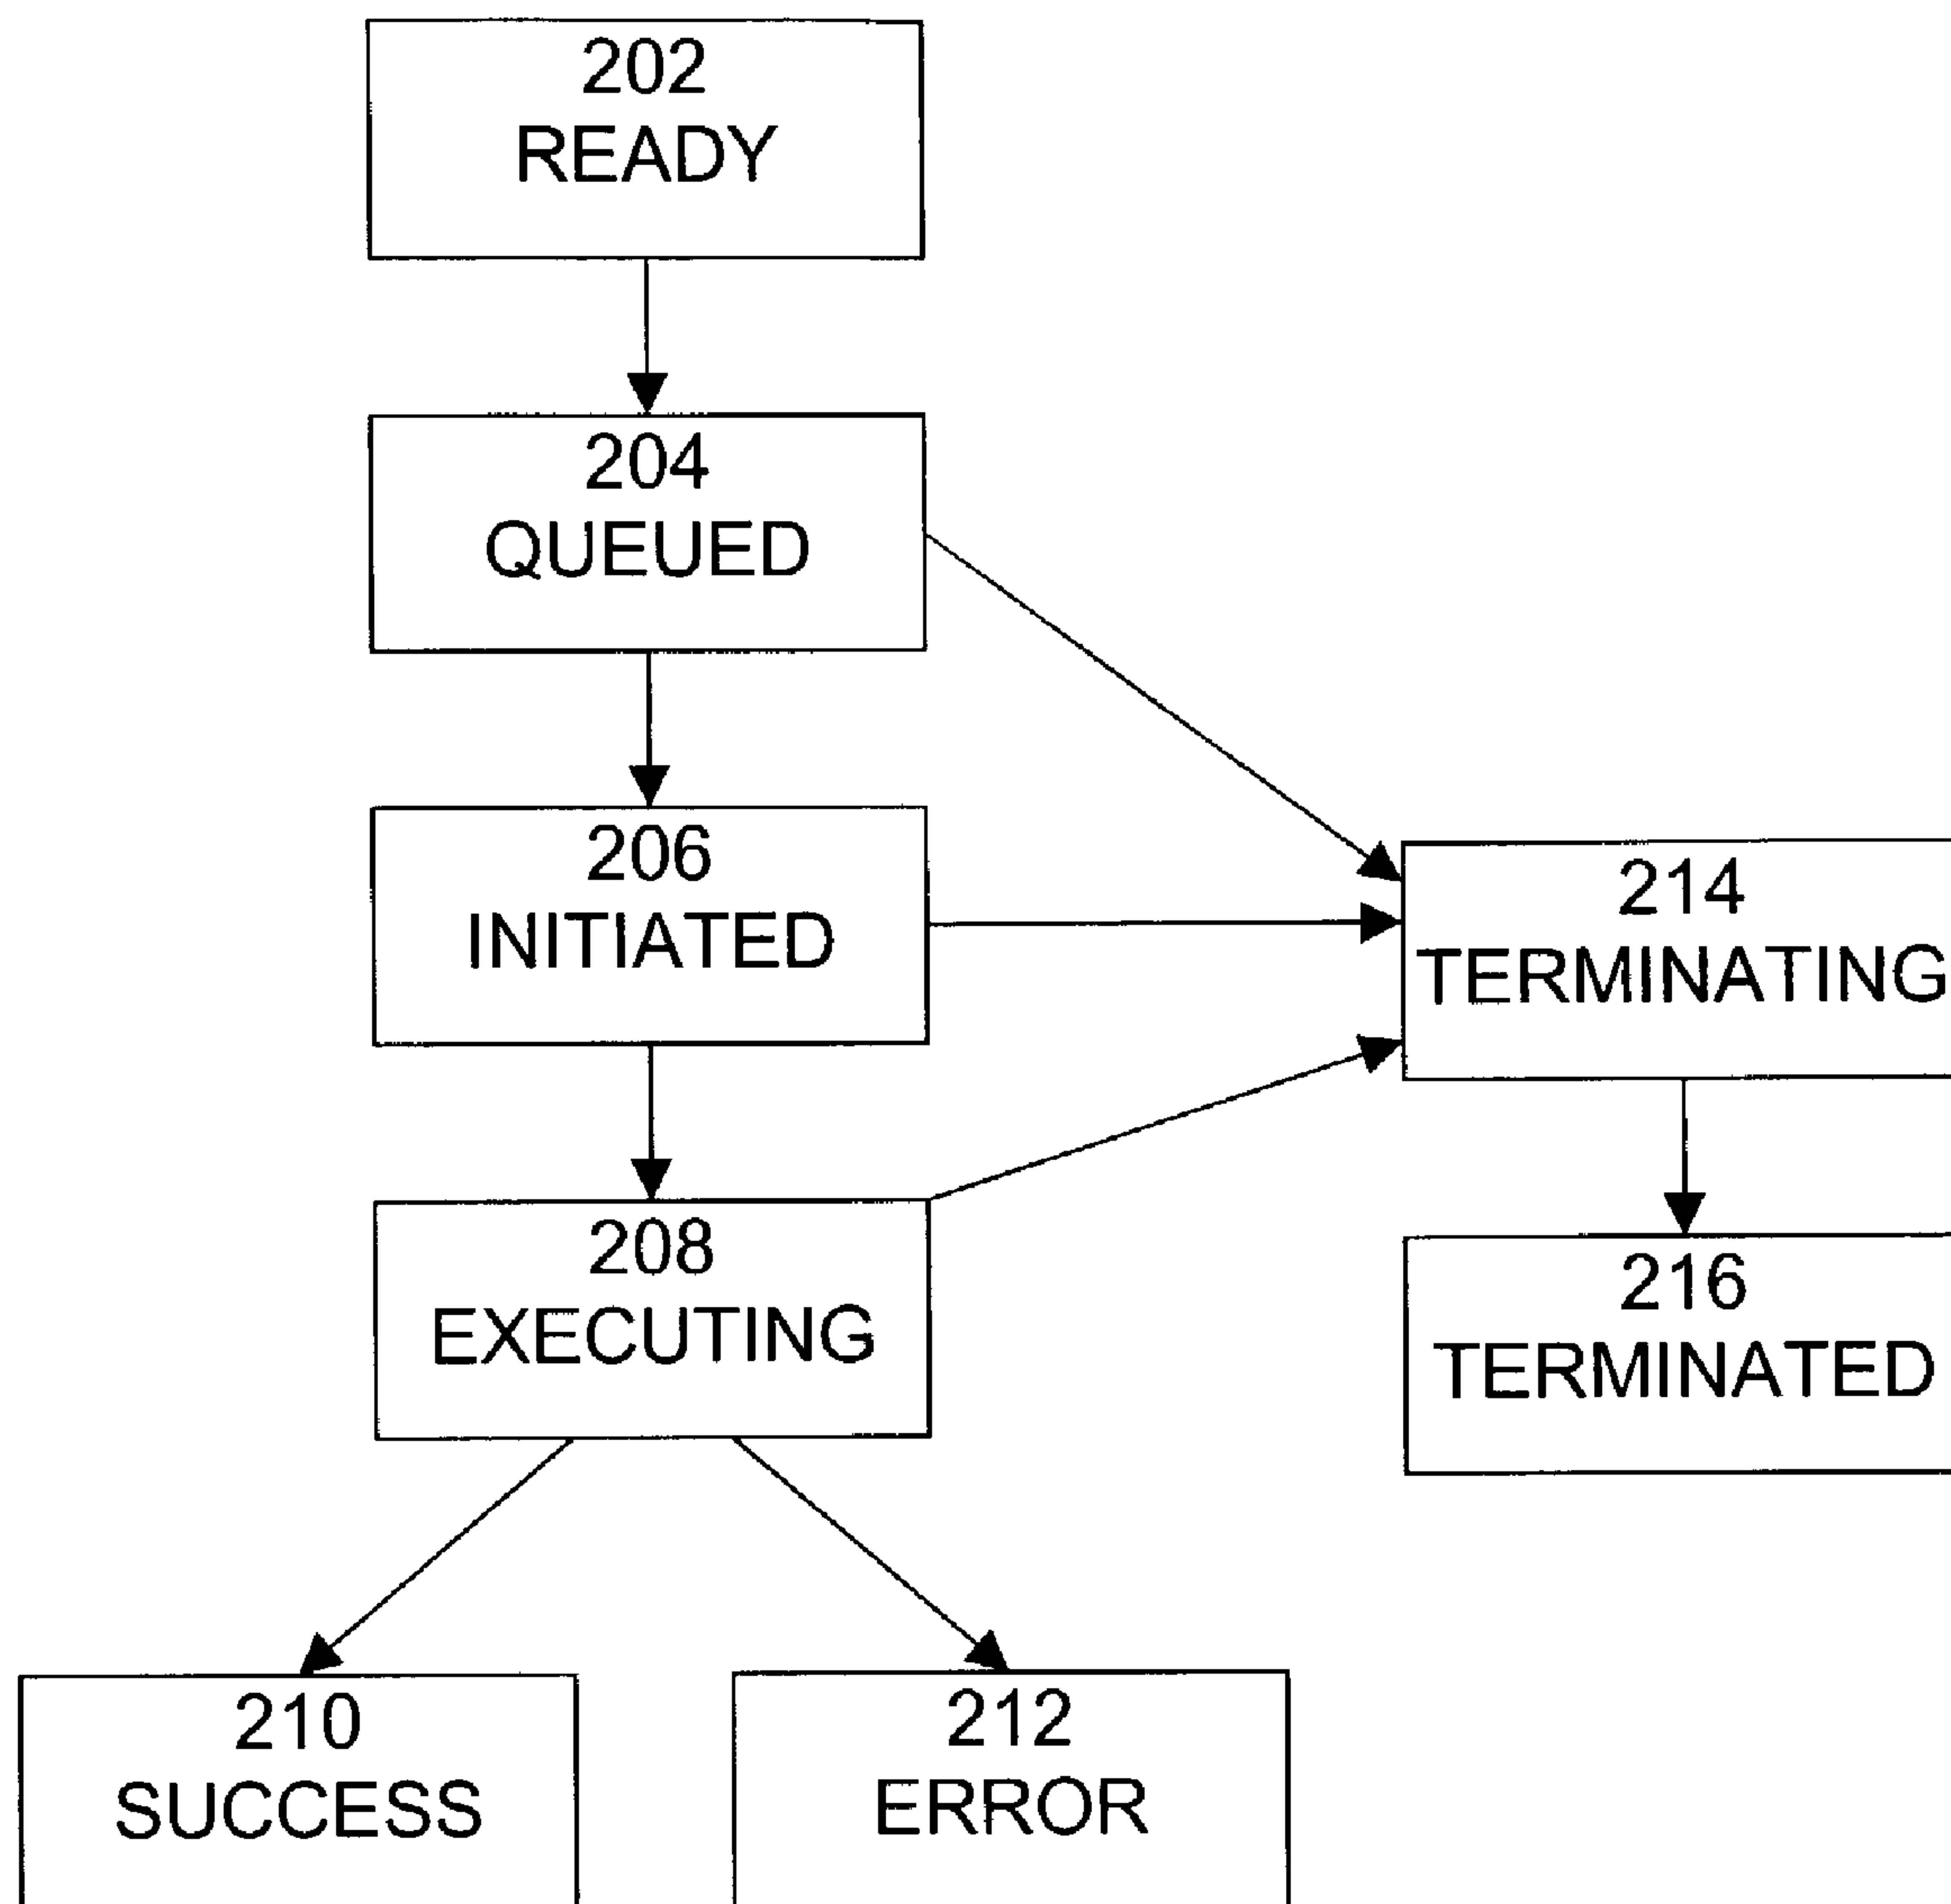 202
READY
204
QUEUED
206
INITIATED
214
TERMINATING
208
EXECUTING
216
TERMINATED
210
SUCCESS
212
ERROR